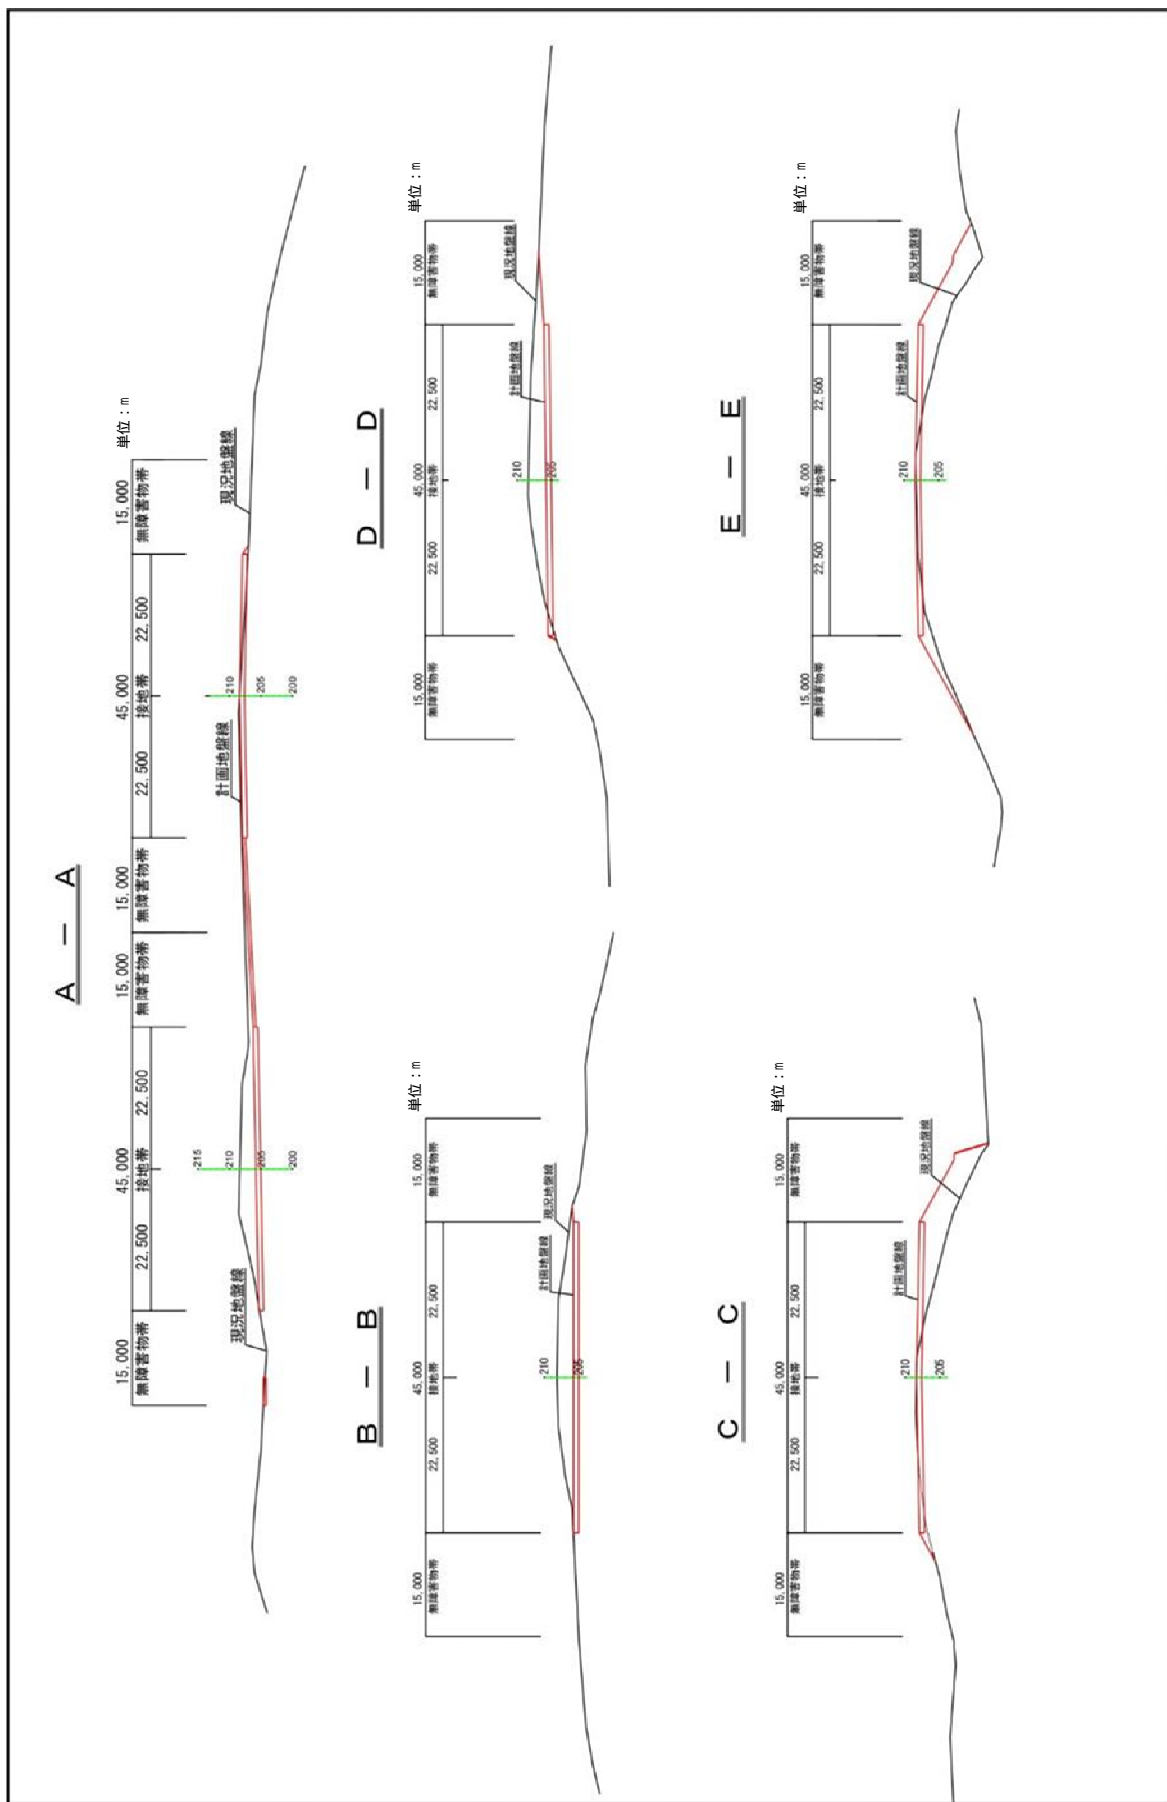 A － A
単位：m
15,000
45,000
15,000
15,000
45,000
15,000
無障害物帯
接地帯
無障害物帯
無障害物帯
接地帯
無障害物帯
22,500
22,500
22,500
22,500
215
210
205
200
210
205
200
現況地盤線
計画地盤線
現況地盤線
B － B
単位：m
15,000
45,000
15,000
無障害物帯
接地帯
無障害物帯
22,500
22,500
210
205
計画地盤線
現況地盤線
D － D
単位：m
15,000
45,000
15,000
無障害物帯
接地帯
無障害物帯
22,500
22,500
210
205
計画地盤線
現況地盤線
C － C
単位：m
15,000
45,000
15,000
無障害物帯
接地帯
無障害物帯
22,500
22,500
210
205
計画地盤線
現況地盤線
E － E
単位：m
15,000
45,000
15,000
無障害物帯
接地帯
無障害物帯
22,500
22,500
210
205
計画地盤線
現況地盤線